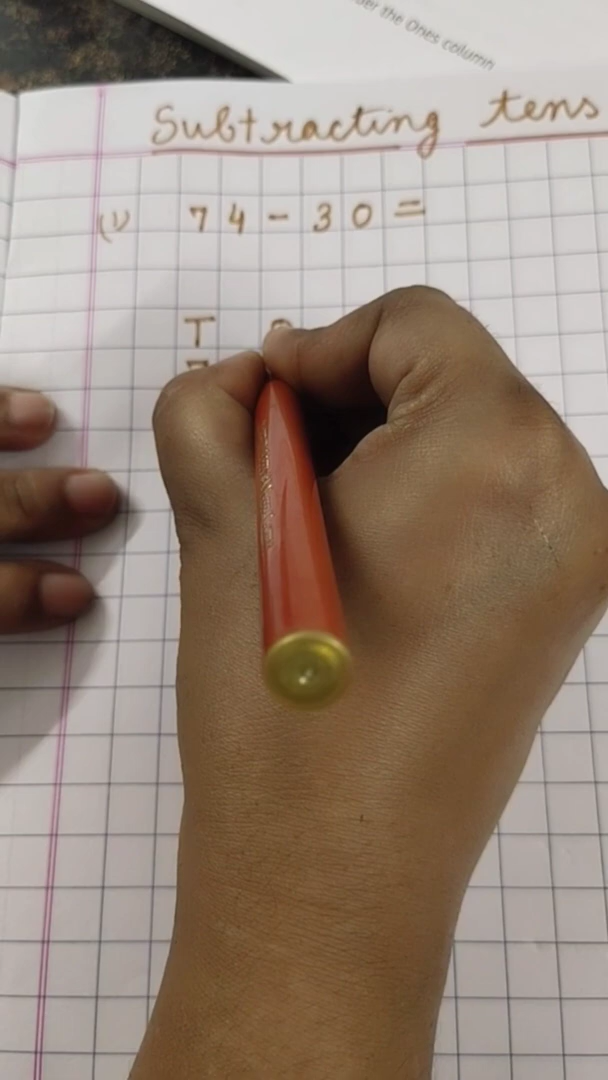 the Ones column
Subtracting tens
(1) 74 - 30 =
T